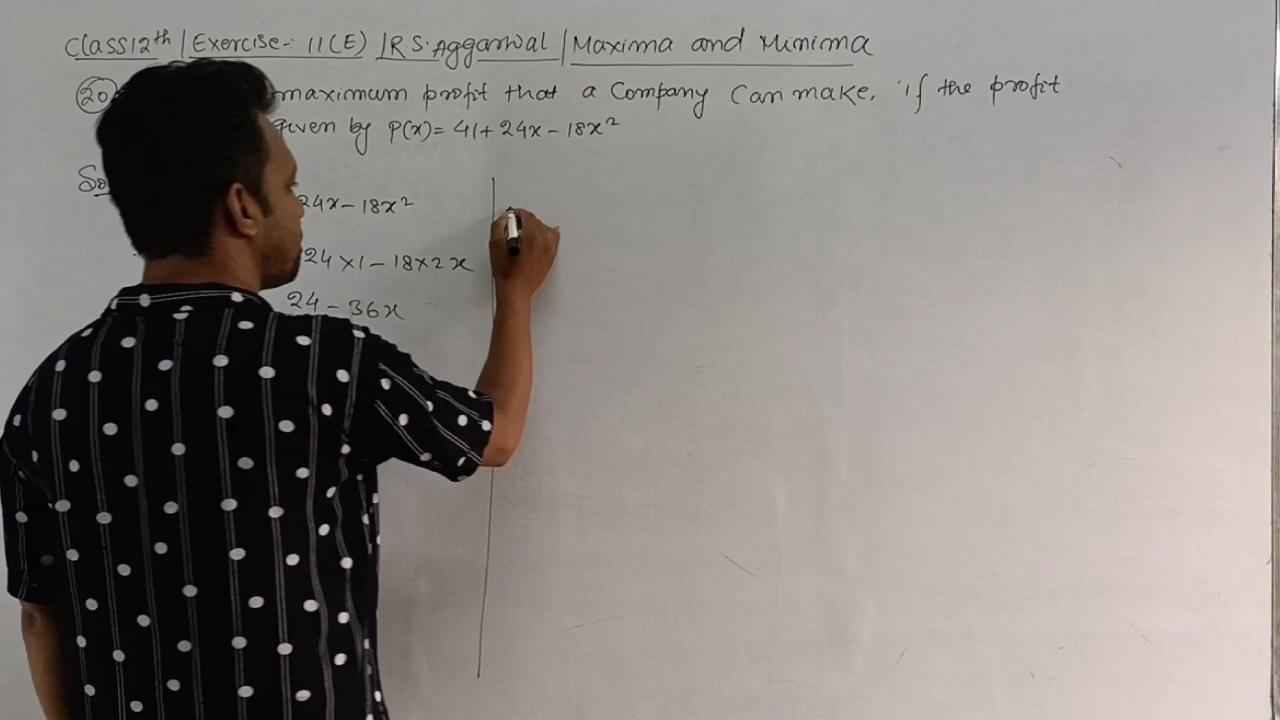 Class 12th | Exercise-: 11(E) | R.S. Aggarwal | Maxima and Minima
20 maximum profit that a Company Can make, if the profit
given by P(x) = 41 + 24x - 18x²
So
24x - 18x²
24 × 1 - 18 × 2x
24 - 36x